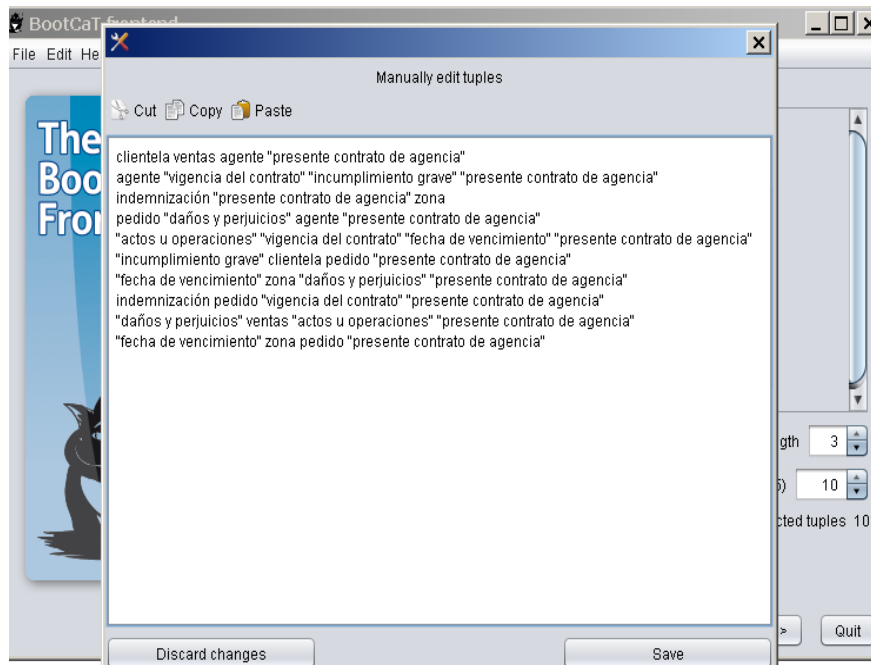 BootCaT frontend
File Edit He
Manually edit tuples
Cut Copy Paste
The
Boo
Fron
clientela ventas agente "presente contrato de agencia"
agente "vigencia del contrato" "incumplimiento grave" "presente contrato de agencia"
indemnización "presente contrato de agencia" zona
pedido "daños y perjuicios" agente "presente contrato de agencia"
"actos u operaciones" "vigencia del contrato" "fecha de vencimiento" "presente contrato de agencia"
"incumplimiento grave" clientela pedido "presente contrato de agencia"
"fecha de vencimiento" zona "daños y perjuicios" "presente contrato de agencia"
indemnización pedido "vigencia del contrato" "presente contrato de agencia"
"daños y perjuicios" ventas "actos u operaciones" "presente contrato de agencia"
"fecha de vencimiento" zona pedido "presente contrato de agencia"
gth 3
5) 10
cted tuples 10
> Quit
Discard changes Save